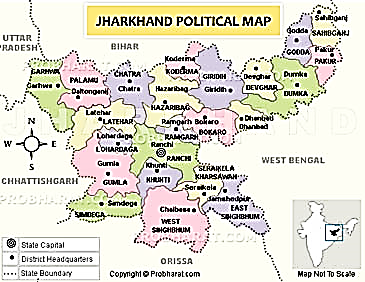 JHARKHAND POLITICAL MAP
UTTAR
PRADESH
BIHAR
Sahibganj
SAHIBGANJ
Godda
GODDA
Pakur
PAKUR
Koderma
KODERMA
GIRIDIH
Giridih
Devghar
DEVGHAR
Dumka
DUMKA
GARHWA
Garhwa
PALAMU
Daltonganj
CHATRA
Chatra
Hazaribag
HAZARIBAG
Latehar
LATEHAR
Ramgarh
RAMGARH
Bokaro
BOKARO
Dhanbad
Dhanbad
Lohardaga
LOHARDAGA
Ranchi
RANCHI
WEST BENGAL
Gumla
GUMLA
Khunti
KHUNTI
SERAIKELA
KHARSAWAN
Seraikela
CHHATTISGARH
Simdega
SIMDEGA
Chaibasa
WEST
SINGHBHUM
Jamshedpur
EAST
SINGHBHUM
ORISSA
N
W
E
S
State Capital
District Headquarters
State Boundary
Copyright © Probharat.com
Map Not To Scale